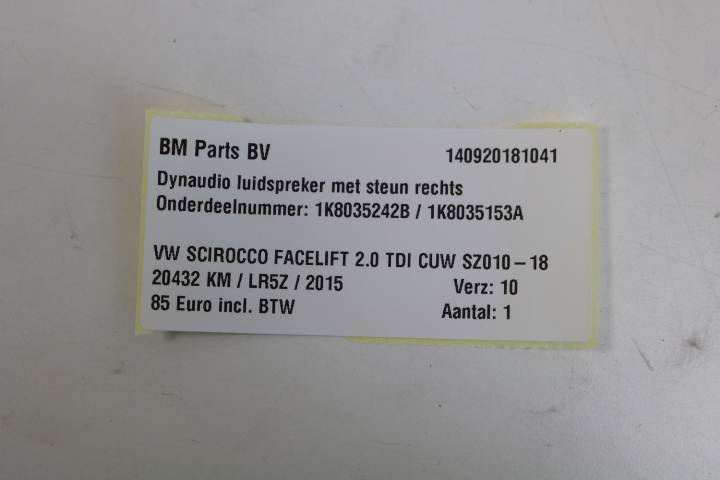 BM Parts BV 140920181041
Dynaudio luidspreker met steun rechts
Onderdeelnummer: 1K8035242B / 1K8035153A
VW SCIROCCO FACELIFT 2.0 TDI CUW SZ010-18
20432 KM / LR5Z / 2015 Verz: 10
85 Euro incl. BTW Aantal: 1